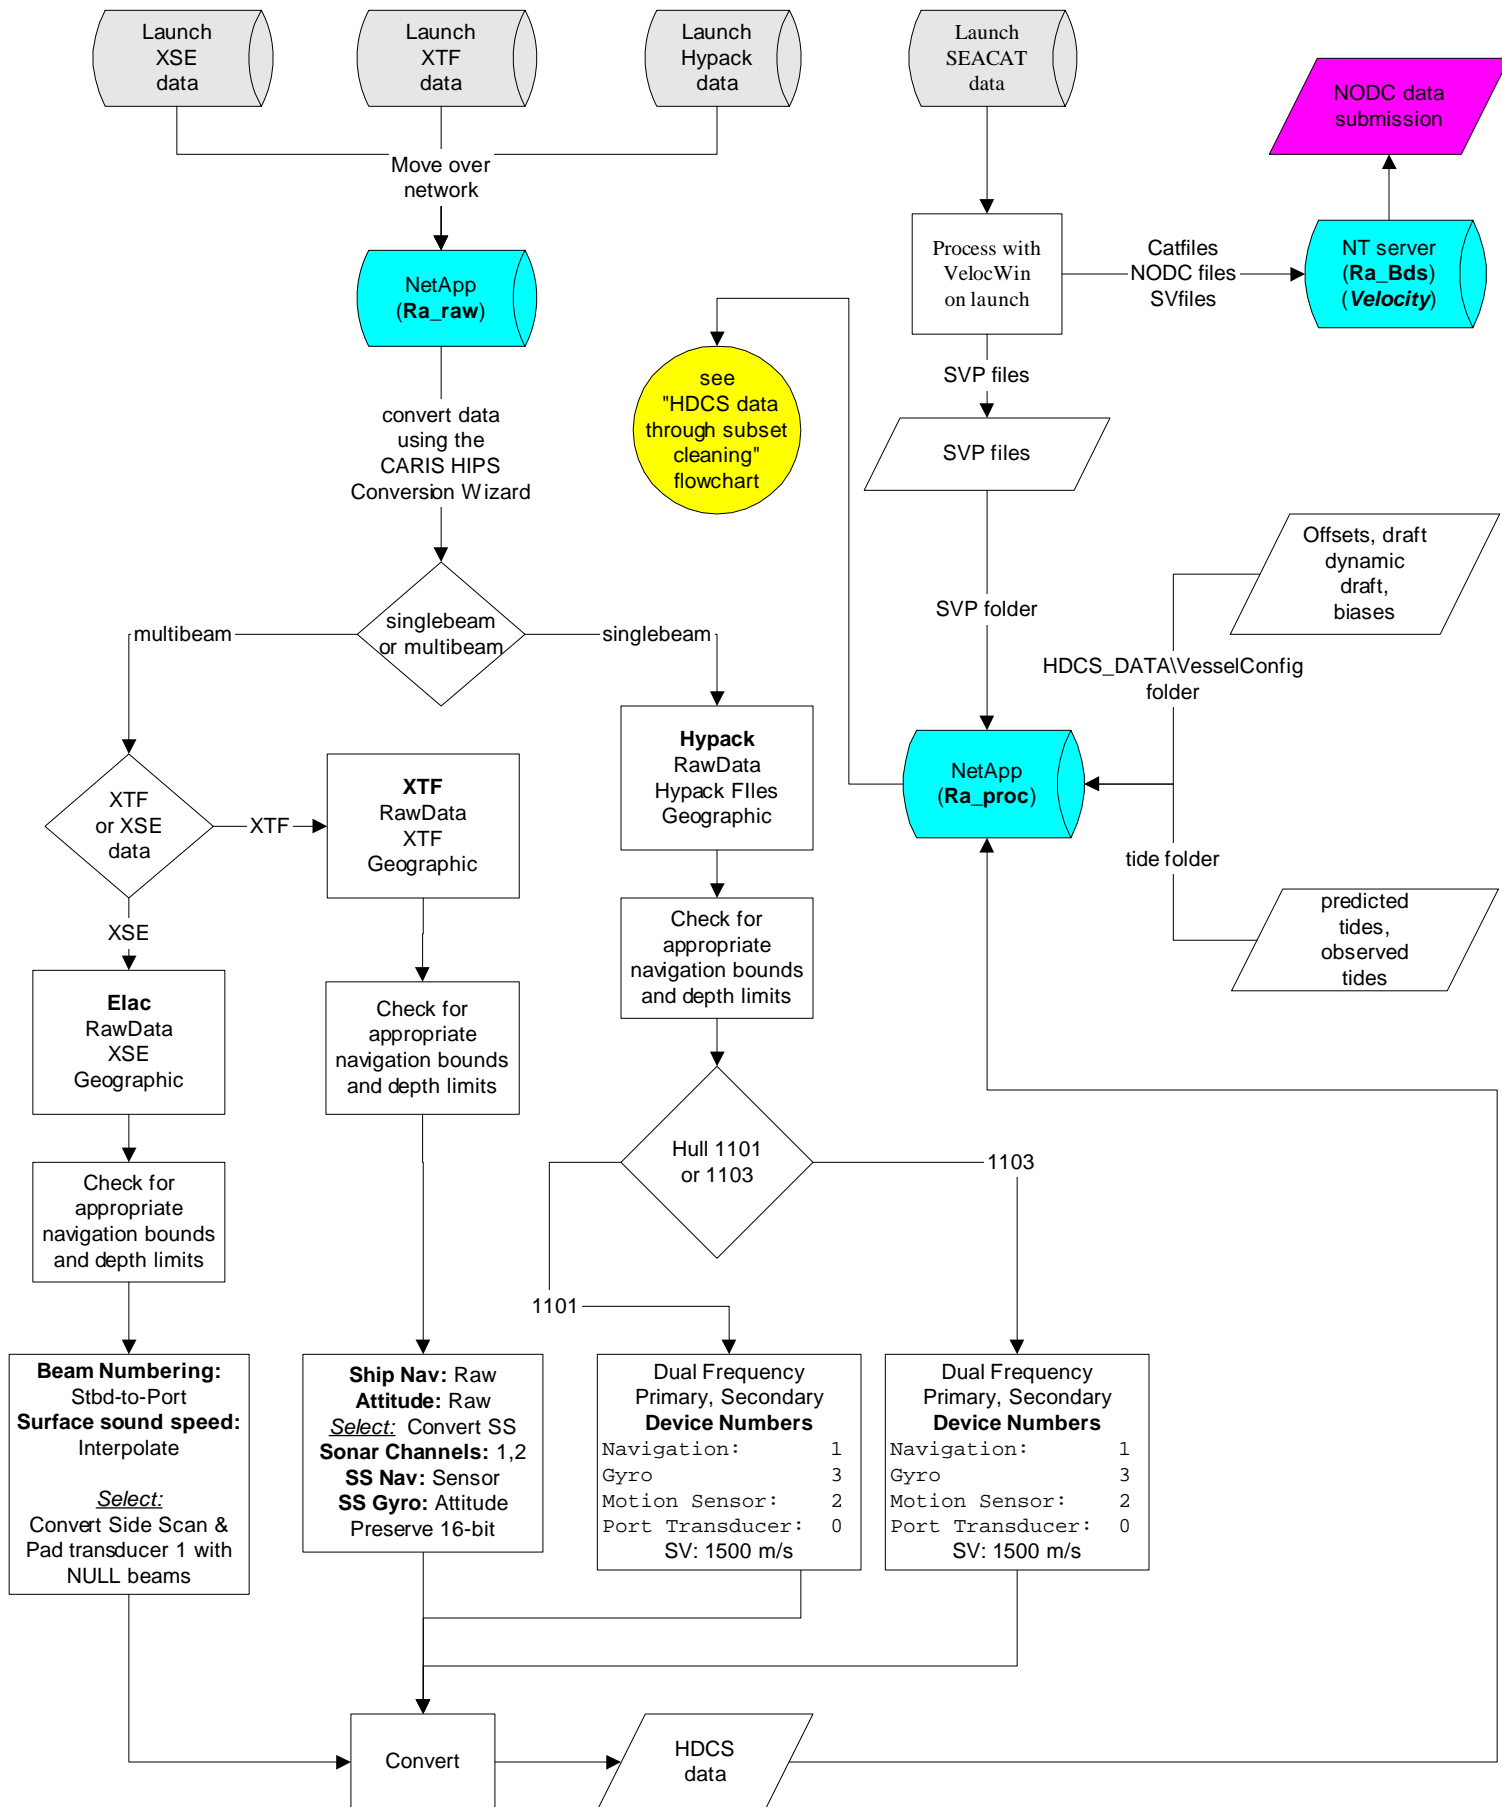 Launch
XSE
data
Launch
XTF
data
Launch
Hypack
data
Launch
SEACAT
data
NODC data
submission
Move over
network
Process with
VelocWin
on launch
Catfiles
NODC files
SVfiles
NT server
(Ra_Bds)
(Velocity)
NetApp
(Ra_raw)
SVP files
see
"HDCS data
through subset
cleaning"
flowchart
convert data
using the
CARIS HIPS
Conversion Wizard
SVP files
Offsets, draft
dynamic
draft,
biases
SVP folder
singlebeam
or multibeam
multibeam
singlebeam
HDCS_DATA\VesselConfig
folder
Hypack
RawData
Hypack FIles
Geographic
NetApp
(Ra_proc)
XTF
or XSE
data
XTF
XTF
RawData
XTF
Geographic
tide folder
predicted
tides,
observed
tides
XSE
Check for
appropriate
navigation bounds
and depth limits
Elac
RawData
XSE
Geographic
Check for
appropriate
navigation bounds
and depth limits
Hull 1101
or 1103
1103
Check for
appropriate
navigation bounds
and depth limits
1101
Beam Numbering:
Stbd-to-Port
Surface sound speed:
Interpolate
Select:
Convert Side Scan &
Pad transducer 1 with
NULL beams
Ship Nav: Raw
Attitude: Raw
Select: Convert SS
Sonar Channels: 1,2
SS Nav: Sensor
SS Gyro: Attitude
Preserve 16-bit
Dual Frequency
Primary, Secondary
Device Numbers
Navigation: 1
Gyro 3
Motion Sensor: 2
Port Transducer: 0
SV: 1500 m/s
Dual Frequency
Primary, Secondary
Device Numbers
Navigation: 1
Gyro 3
Motion Sensor: 2
Port Transducer: 0
SV: 1500 m/s
Convert
HDCS
data